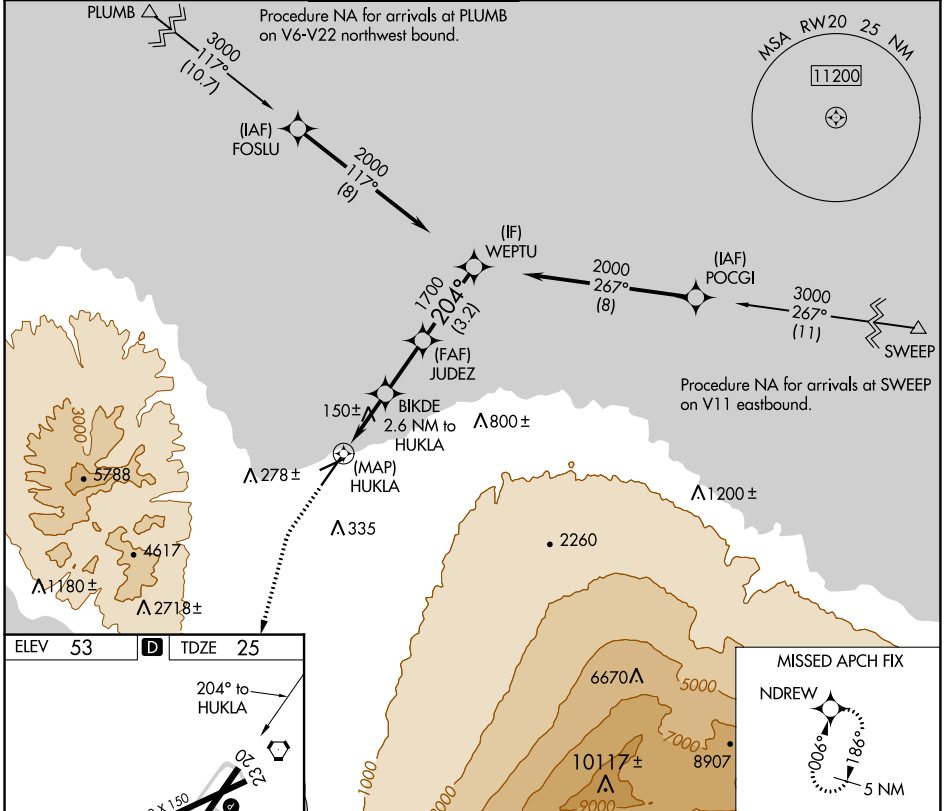 PLUMB
Procedure NA for arrivals at PLUMB
on V6-V22 northwest bound.
MSA RW20 25 NM
11200
3000
117°
(10.7)
(IAF)
FOSLU
2000
117°
(8)
(IF)
WEPTU
2000
267°
(8)
(IAF)
POCGI
3000
267°
(11)
SWEEP
1700
204°
(3.2)
(FAF)
JUDEZ
Procedure NA for arrivals at SWEEP
on V11 eastbound.
150±
BIKDE
2.6 NM to
HUKLA
800±
3000
5788
278±
(MAP)
HUKLA
1200±
335
2260
4617
1180±
2718±
ELEV 53
D
TDZE 25
204° to
HUKLA
20
23
X 150
1000
6670
5000
7000
8907
10117±
9000
MISSED APCH FIX
NDREW
006°
186°
5 NM